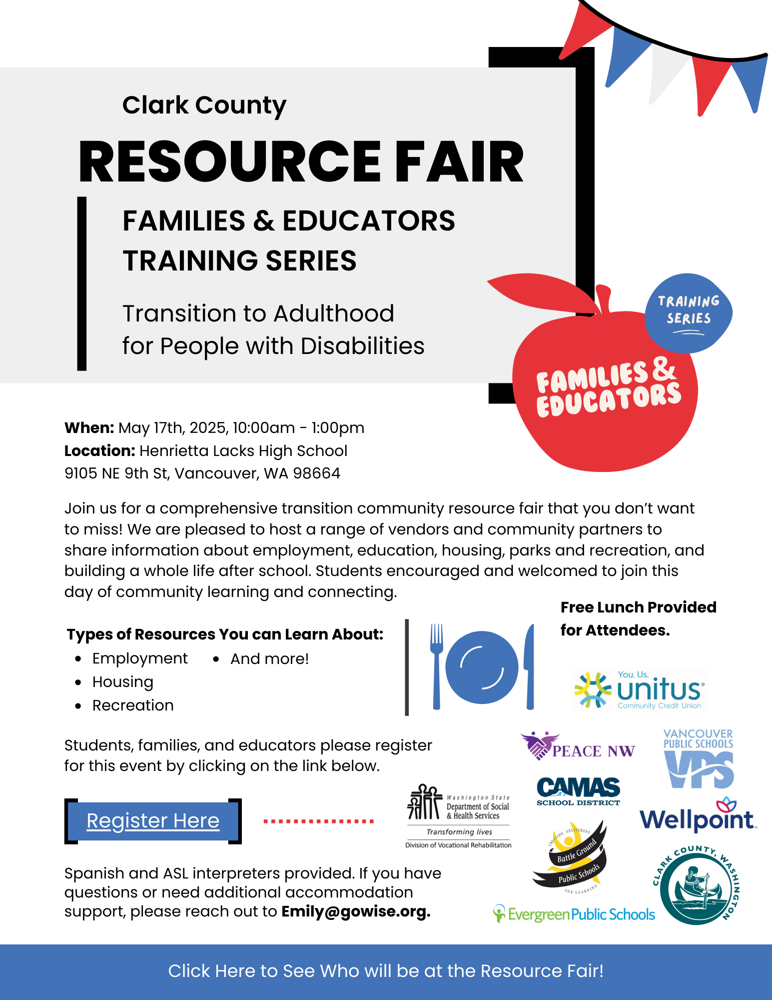 Clark County
RESOURCE FAIR
FAMILIES & EDUCATORS
TRAINING SERIES
Transition to Adulthood
for People with Disabilities
TRAINING
SERIES
FAMILIES &
EDUCATORS
When: May 17th, 2025, 10:00am - 1:00pm
Location: Henrietta Lacks High School
9105 NE 9th St, Vancouver, WA 98664
Join us for a comprehensive transition community resource fair that you don’t want
to miss! We are pleased to host a range of vendors and community partners to
share information about employment, education, housing, parks and recreation, and
building a whole life after school. Students encouraged and welcomed to join this
day of community learning and connecting.
Free Lunch Provided
for Attendees.
Types of Resources You can Learn About:
• Employment
• Housing
• Recreation
• And more!
You. Us.
unitus®
Community Credit Union
Students, families, and educators please register
for this event by clicking on the link below.
PEACE NW
VANCOUVER
PUBLIC SCHOOLS
VPS
CAMAS
SCHOOL DISTRICT
Register Here
Washington State
Department of Social
& Health Services
Transforming lives
Division of Vocational Rehabilitation
Wellpoint
CREATING EXCITEMENT
Battle Ground
Public Schools
FOR LEARNING
CLARK COUNTY, WASHINGTON
Spanish and ASL interpreters provided. If you have
questions or need additional accommodation
support, please reach out to Emily@gowise.org.
Evergreen Public Schools
Click Here to See Who will be at the Resource Fair!